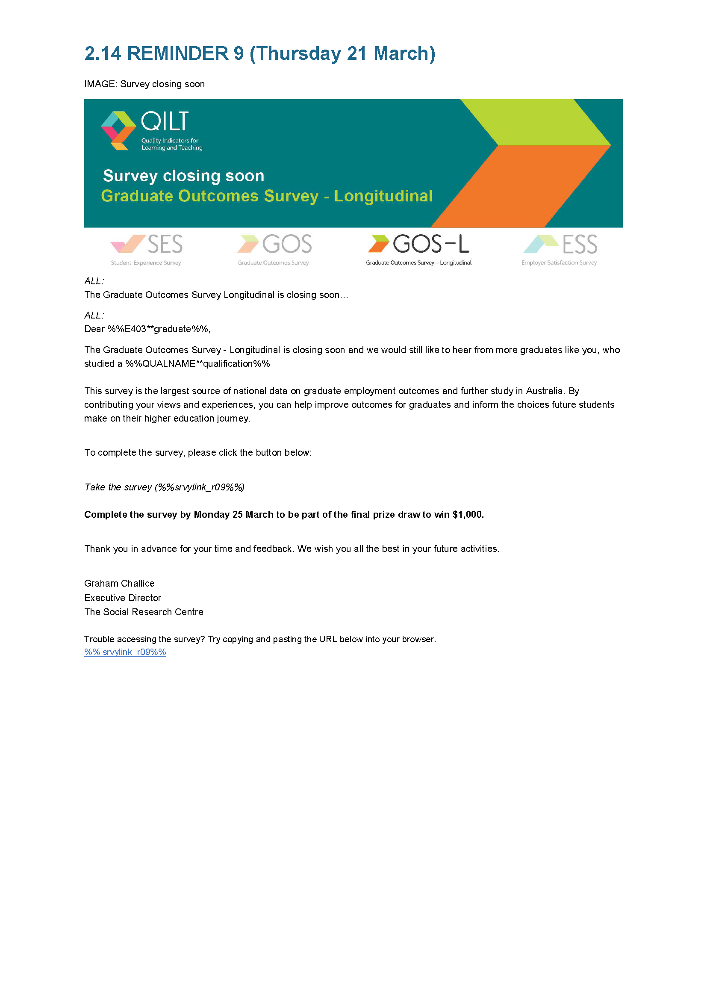 2.14 REMINDER 9 (Thursday 21 March)
IMAGE: Survey closing soon
QILT
Quality Indicators for
Learning and Teaching
Survey closing soon
Graduate Outcomes Survey - Longitudinal
SES
Student Experience Survey
GOS
Graduate Outcomes Survey
GOS-L
Graduate Outcomes Survey – Longitudinal
ESS
Employer Satisfaction Survey
ALL:
The Graduate Outcomes Survey Longitudinal is closing soon…
ALL:
Dear %%E403**graduate%%,
The Graduate Outcomes Survey - Longitudinal is closing soon and we would still like to hear from more graduates like you, who
studied a %%QUALNAME**qualification%%
This survey is the largest source of national data on graduate employment outcomes and further study in Australia. By
contributing your views and experiences, you can help improve outcomes for graduates and inform the choices future students
make on their higher education journey.
To complete the survey, please click the button below:
Take the survey (%%srvylink_r09%%)
Complete the survey by Monday 25 March to be part of the final prize draw to win $1,000.
Thank you in advance for your time and feedback. We wish you all the best in your future activities.
Graham Challice
Executive Director
The Social Research Centre
Trouble accessing the survey? Try copying and pasting the URL below into your browser.
%% srvylink_r09%%